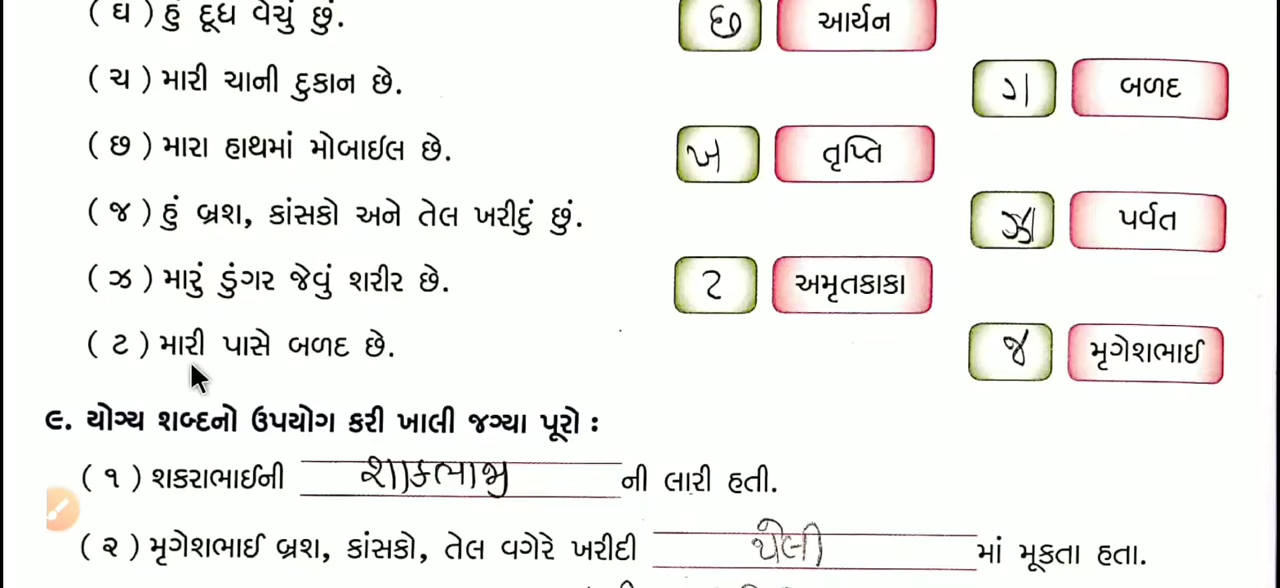 ( ઘ ) હું દૂધ વેચું છું.
છ આર્યન
( ચ ) મારી ચાની દુકાન છે.
ગ બળદ
( છ ) મારા હાથમાં મોબાઈલ છે.
ખ તૃપ્તિ
( જ ) હું બ્રશ, કાંસકો અને તેલ ખરીદું છું.
ઝ પર્વત
( ઝ ) મારું ડુંગર જેવું શરીર છે.
ટ અમૃતકાકા
( ટ ) મારી પાસે બળદ છે.
જ મૃગેશભાઈ
૯. યોગ્ય શબ્દનો ઉપયોગ કરી ખાલી જગ્યા પૂરો :
( ૧ ) શકરાભાઈની શાકભાજી ની લારી હતી.
( ૨ ) મૃગેશભાઈ બ્રશ, કાંસકો, તેલ વગેરે ખરીદી થેલી માં મૂકતા હતા.